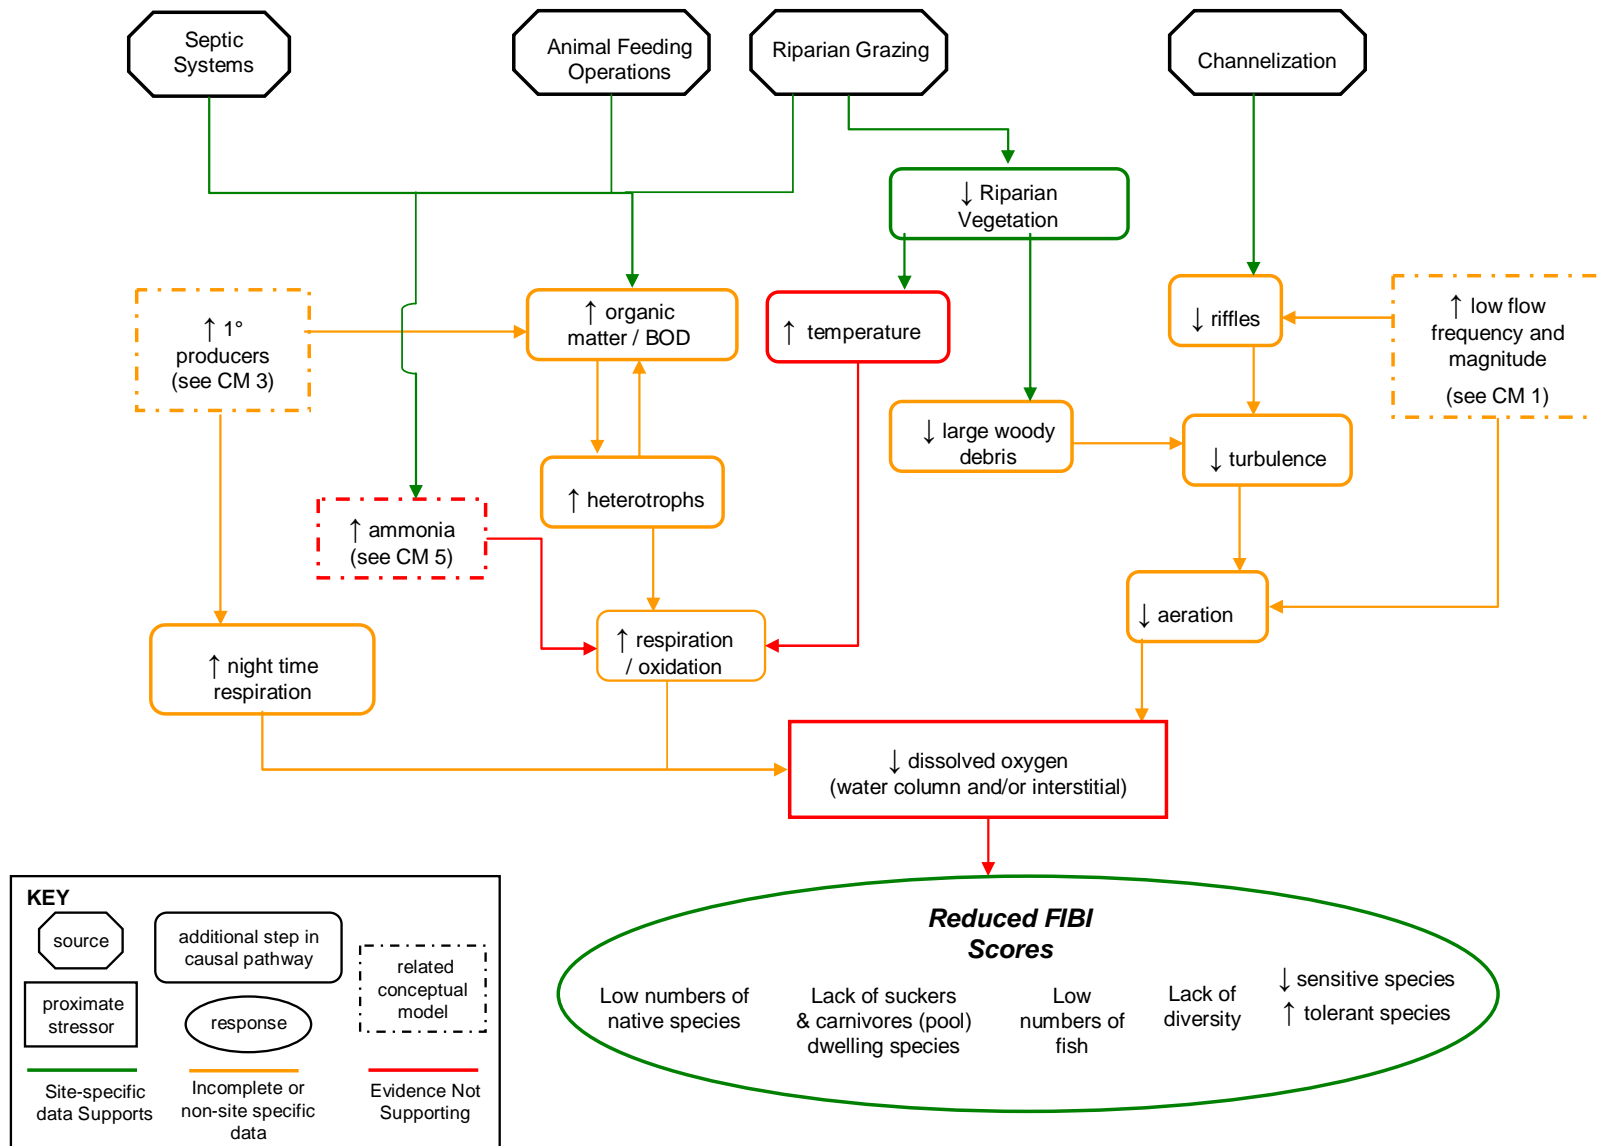 Septic
Systems
Animal Feeding
Operations
Riparian Grazing
Channelization
↓ Riparian
Vegetation
↑ 1°
producers
(see CM 3)
↑ organic
matter / BOD
↑ temperature
↓ riffles
↑ low flow
frequency and
magnitude
(see CM 1)
↓ large woody
debris
↓ turbulence
↑ heterotrophs
↑ ammonia
(see CM 5)
↓ aeration
↑ respiration
/ oxidation
↑ night time
respiration
↓ dissolved oxygen
(water column and/or interstitial)
Reduced FIBI
Scores
Low numbers of
native species
Lack of suckers
& carnivores (pool)
dwelling species
Low
numbers of
fish
Lack of
diversity
↓ sensitive species
↑ tolerant species
KEY
source
additional step in
causal pathway
related
conceptual
model
proximate
stressor
response
Site-specific
data Supports
Incomplete or
non-site specific
data
Evidence Not
Supporting